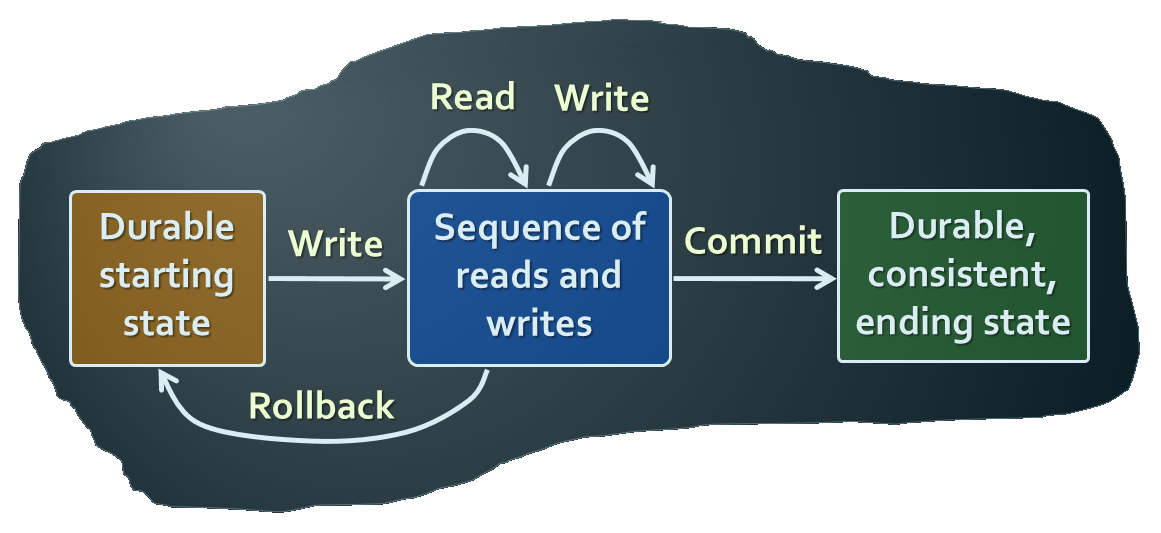 Read
Write
Durable
starting
state
Write
Sequence of
reads and
writes
Commit
Durable,
consistent,
ending state
Rollback